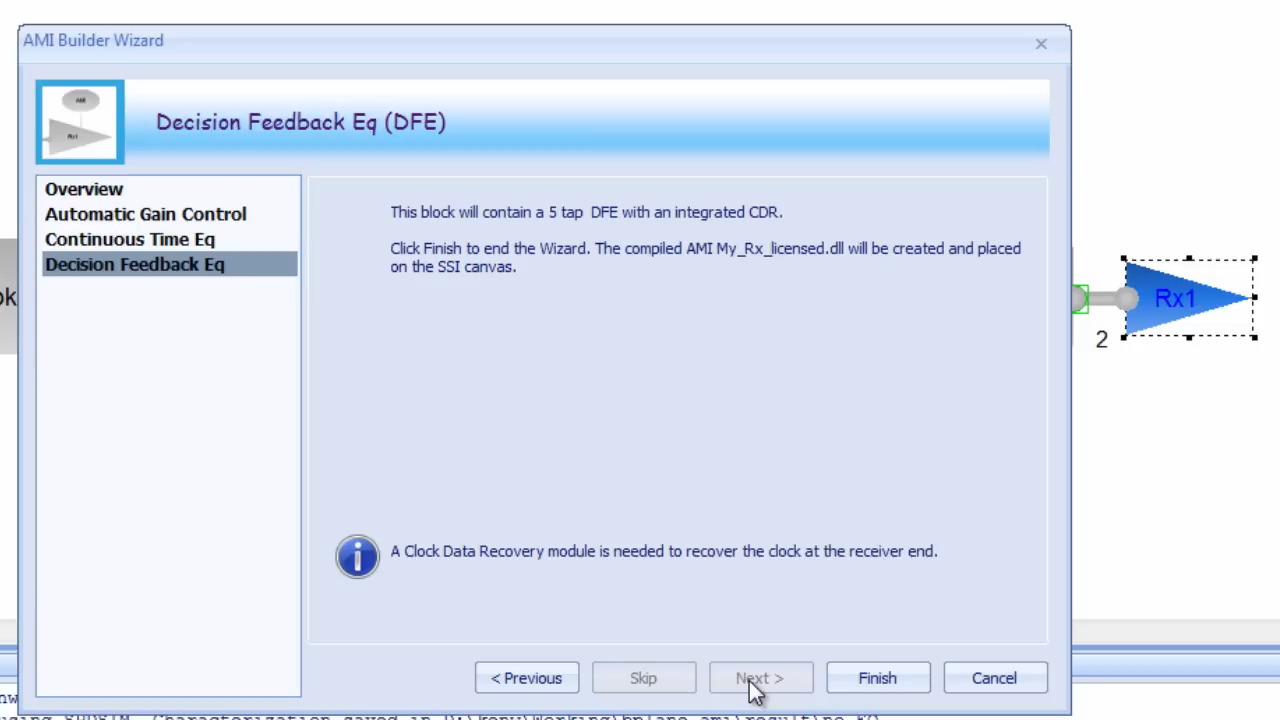 AMI Builder Wizard
AMI
Rx1
Decision Feedback Eq (DFE)
Overview
Automatic Gain Control
Continuous Time Eq
Decision Feedback Eq
This block will contain a 5 tap DFE with an integrated CDR.
Click Finish to end the Wizard. The compiled AMI My_Rx_licensed.dll will be created and placed
on the SSI canvas.
A Clock Data Recovery module is needed to recover the clock at the receiver end.
< Previous
Skip
Next >
Finish
Cancel
Rx1
2